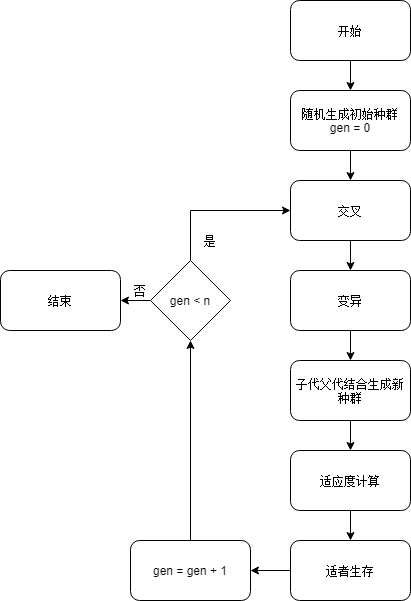 开始
随机生成初始种群
gen = 0
交叉
是
gen < n
否
结束
变异
子代父代结合生成新
种群
适应度计算
适者生存
gen = gen + 1